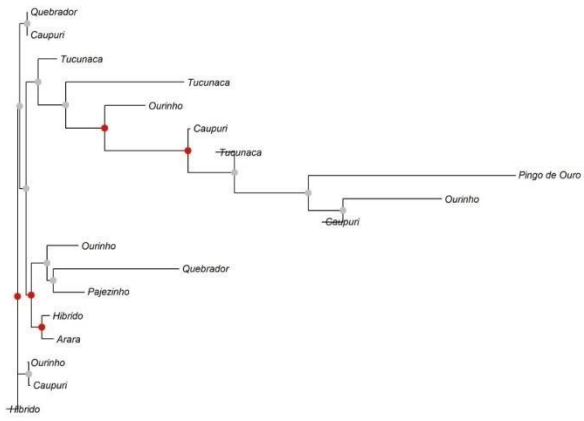 Quebrador
Caupuri
Tucunaca
Tucunaca
Ourinho
Caupuri
Tucunaca
Pingo de Ouro
Ourinho
Caupuri
Ourinho
Quebrador
Pajezinho
Hibrido
Arara
Ourinho
Caupuri
Hibrido